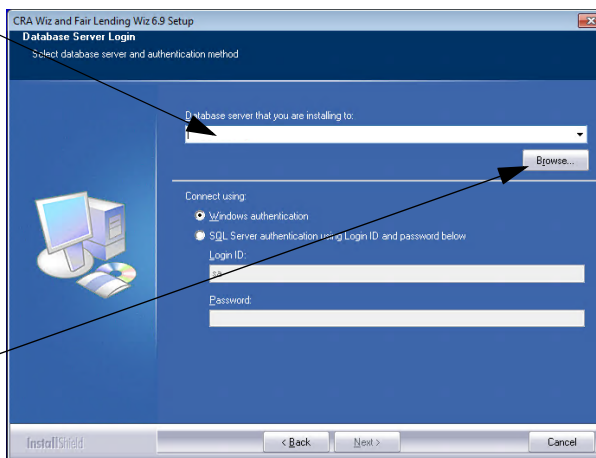 CRA Wiz and Fair Lending Wiz 6.9 Setup
Database Server Login
Select database server and authentication method
Database server that you are installing to:
Browse...
Connect using:
Windows authentication
SQL Server authentication using Login ID and password below
Login ID:
sa
Password:
InstallShield
< Back
Next >
Cancel